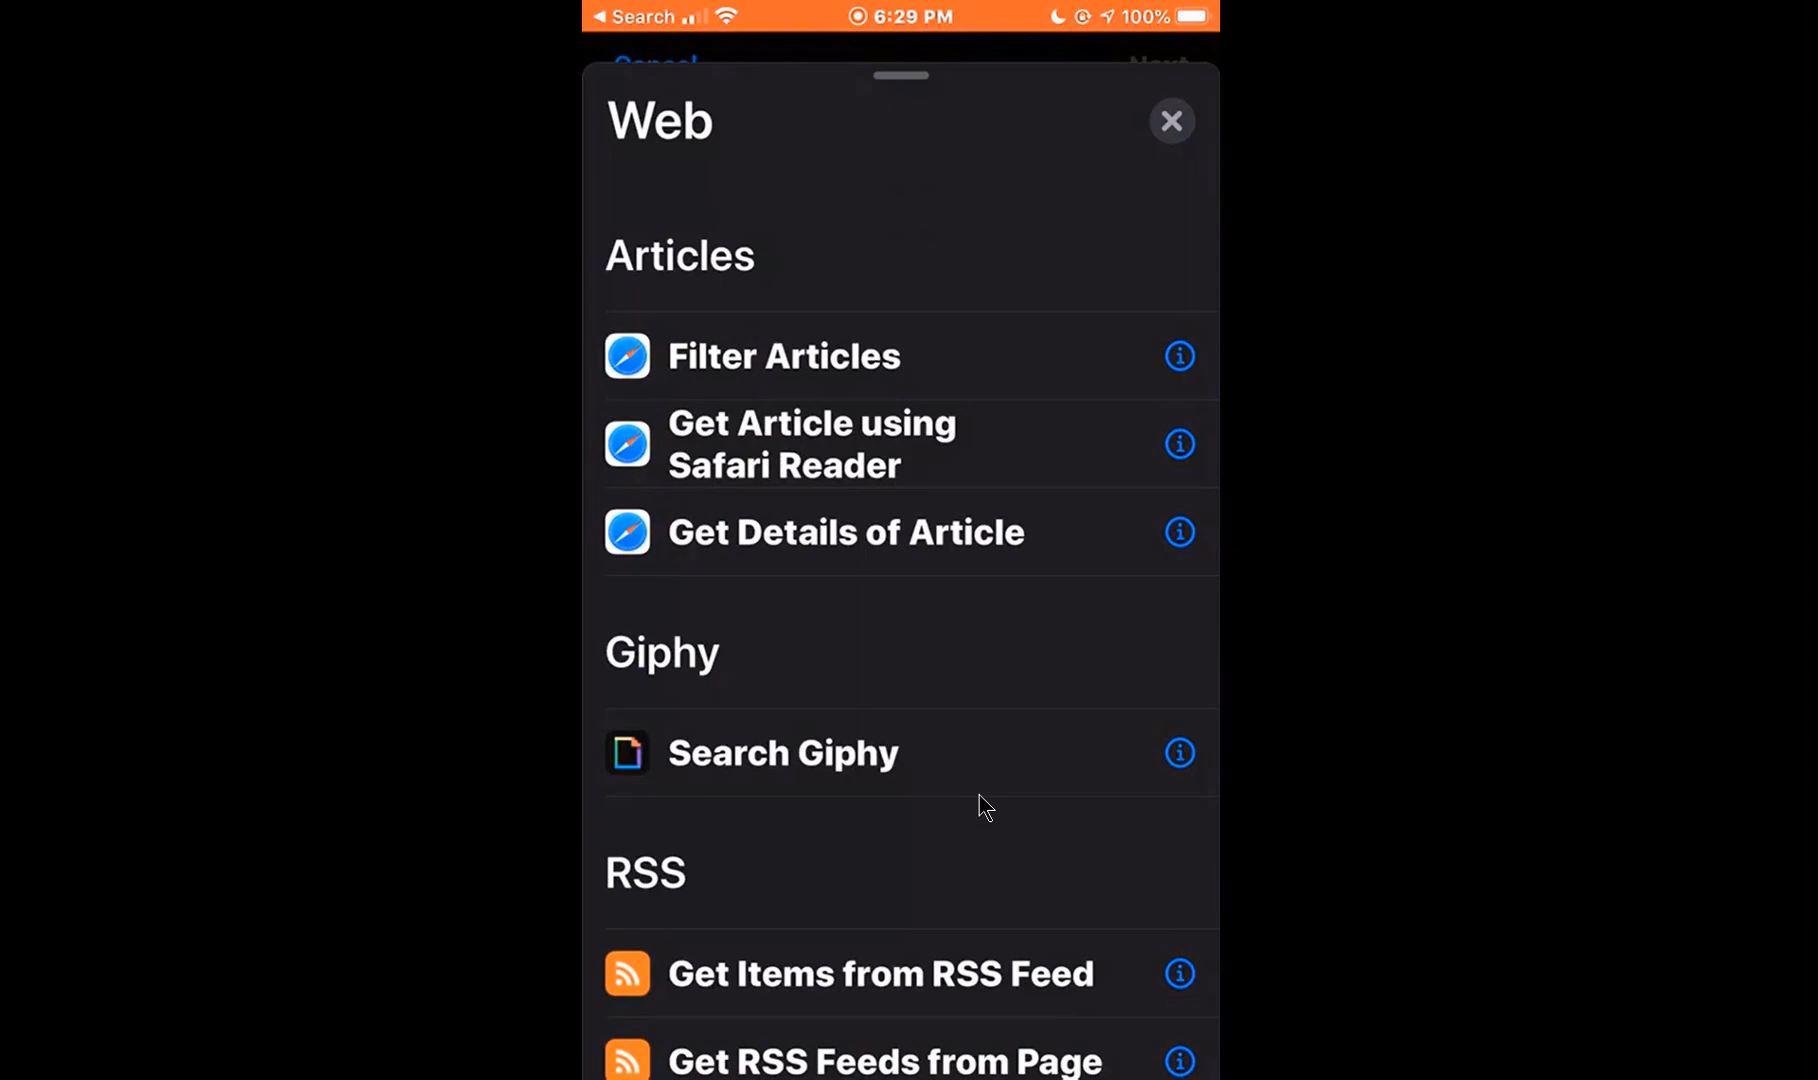 Search
6:29 PM
100%
Cancel
Next
Web
Articles
Filter Articles
Get Article using
Safari Reader
Get Details of Article
Giphy
Search Giphy
RSS
Get Items from RSS Feed
Get RSS Feeds from Page